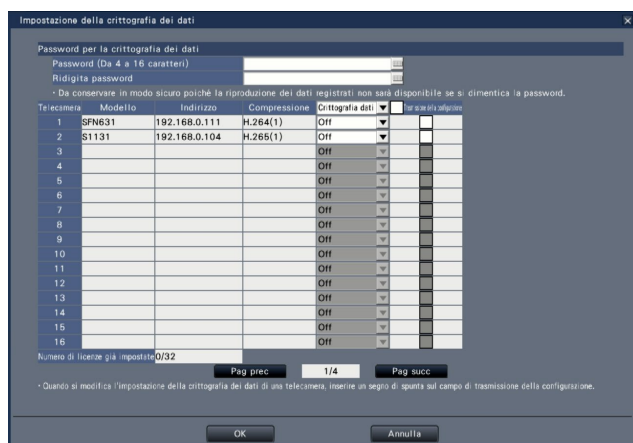 Impostazione della crittografia dei dati
Password per la crittografia dei dati
Password (Da 4 a 16 caratteri)
Ridigita password
・Da conservare in modo sicuro poiché la riproduzione dei dati registrati non sarà disponibile se si dimentica la password.
Telecamera Modello Indirizzo Compressione Crittografia dati Trasmissione della configurazione
1 SFN631 192.168.0.111 H.264(1) Off
2 S1131 192.168.0.104 H.265(1) Off
3 Off
4 Off
5 Off
6 Off
7 Off
8 Off
9 Off
10 Off
11 Off
12 Off
13 Off
14 Off
15 Off
16 Off
Numero di licenze già impostate 0/32
Pag prec 1/4 Pag succ
・Quando si modifica l'impostazione della crittografia dei dati di una telecamera, inserire un segno di spunta sul campo di trasmissione della configurazione.
OK Annulla